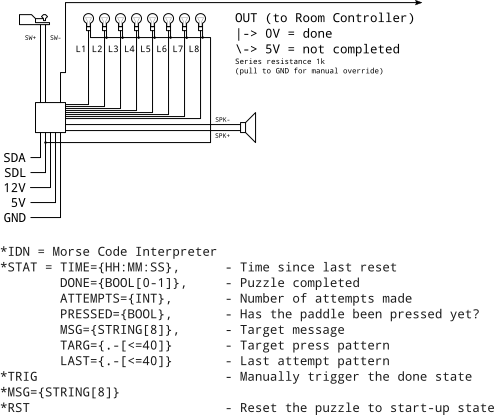 SW+ SW-
L1 L2 L3 L4 L5 L6 L7 L8
OUT (to Room Controller)
|-> 0V = done
\-> 5V = not completed
Series resistance 1k
(pull to GND for manual override)
SPK-
SPK+
SDA
SDL
12V
5V
GND
*IDN = Morse Code Interpreter
*STAT = TIME={HH:MM:SS}, - Time since last reset
DONE={BOOL[0-1]}, - Puzzle completed
ATTEMPTS={INT}, - Number of attempts made
PRESSED={BOOL}, - Has the paddle been pressed yet?
MSG={STRING[8]}, - Target message
TARG={.-[<=40]} - Target press pattern
LAST={.-[<=40]} - Last attempt pattern
*TRIG - Manually trigger the done state
*MSG={STRING[8]}
*RST - Reset the puzzle to start-up state